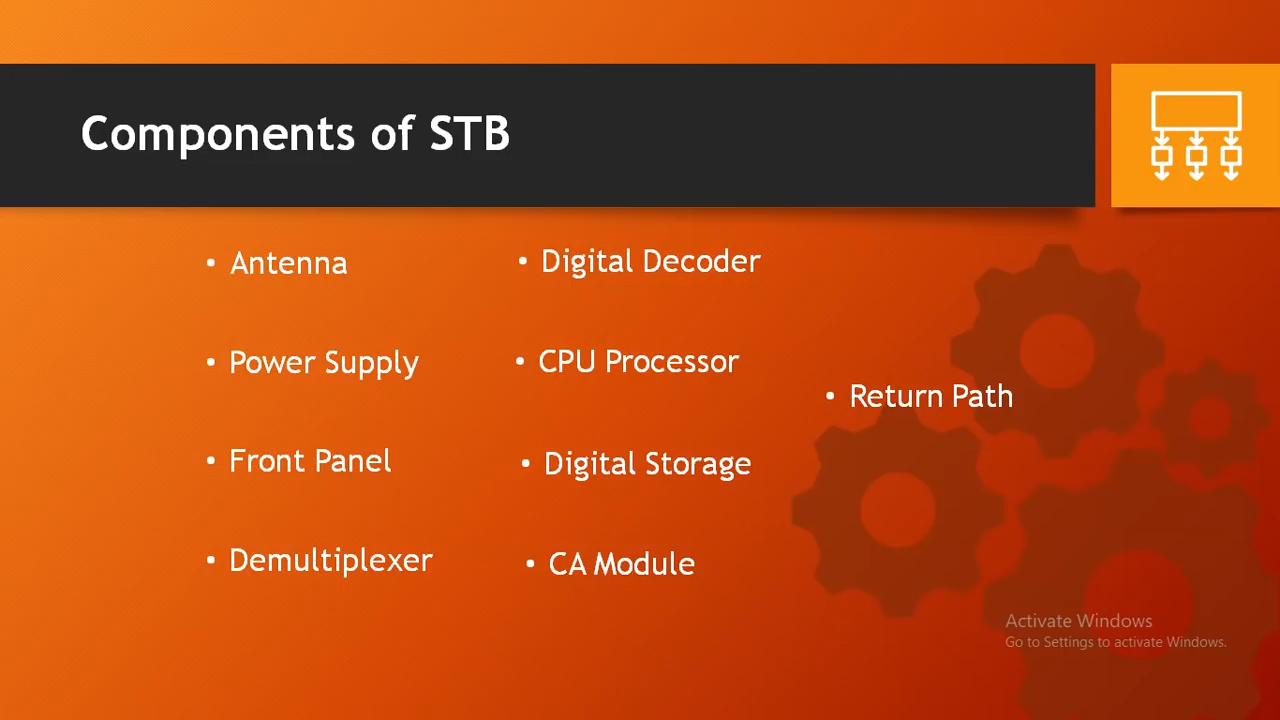 Components of STB
• Antenna
• Power Supply
• Front Panel
• Demultiplexer
• Digital Decoder
• CPU Processor
• Digital Storage
• CA Module
• Return Path
Activate Windows
Go to Settings to activate Windows.